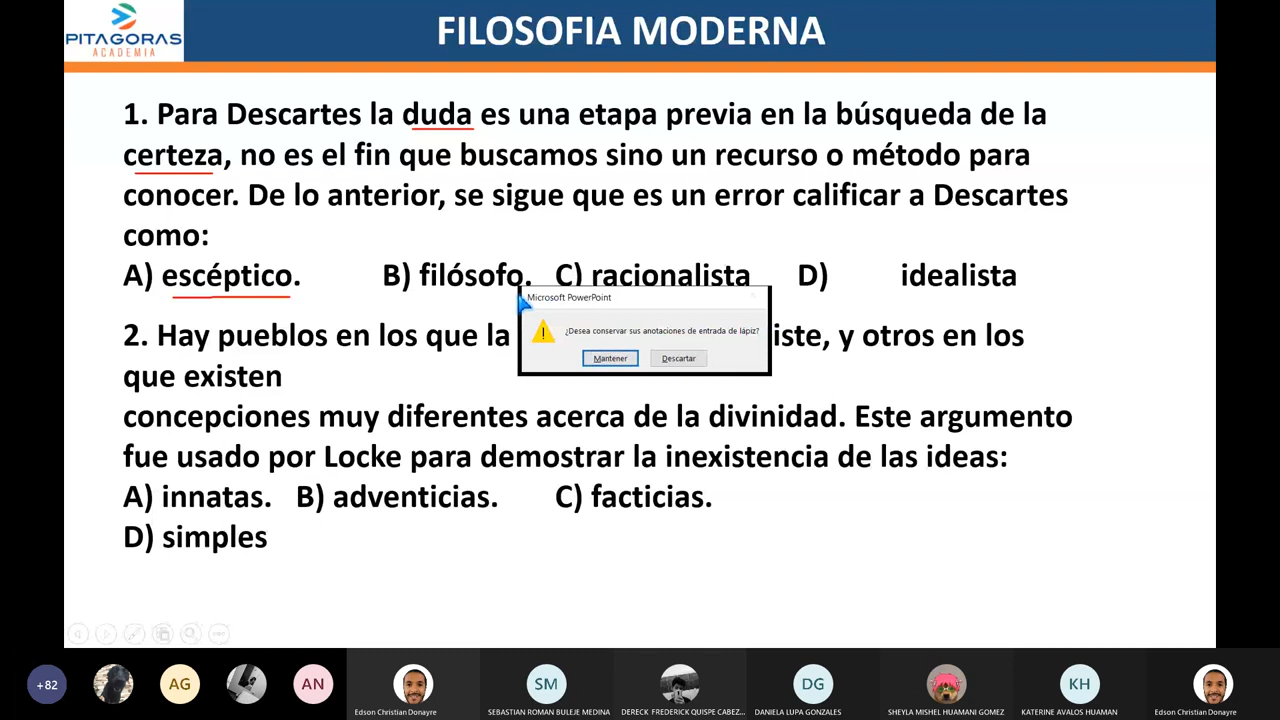 PITAGORAS
ACADEMIA
FILOSOFIA MODERNA
1. Para Descartes la duda es una etapa previa en la búsqueda de la
certeza, no es el fin que buscamos sino un recurso o método para
conocer. De lo anterior, se sigue que es un error calificar a Descartes
como:
A) escéptico. B) filósofo. C) racionalista D) idealista
Microsoft PowerPoint
¿Desea conservar sus anotaciones de entrada de lápiz?
Mantener Descartar
2. Hay pueblos en los que la iste, y otros en los
que existen
concepciones muy diferentes acerca de la divinidad. Este argumento
fue usado por Locke para demostrar la inexistencia de las ideas:
A) innatas. B) adventicias. C) facticias.
D) simples
+82 AG AN SM DG KH
Edson Christian Donayre SEBASTIAN ROMAN BULEJE MEDINA DERECK FREDERICK QUISPE CABEZ... DANIELA LUPA GONZALES SHEYLA MISHEL HUAMANI GOMEZ KATERINE AVALOS HUAMAN Edson Christian Donayre